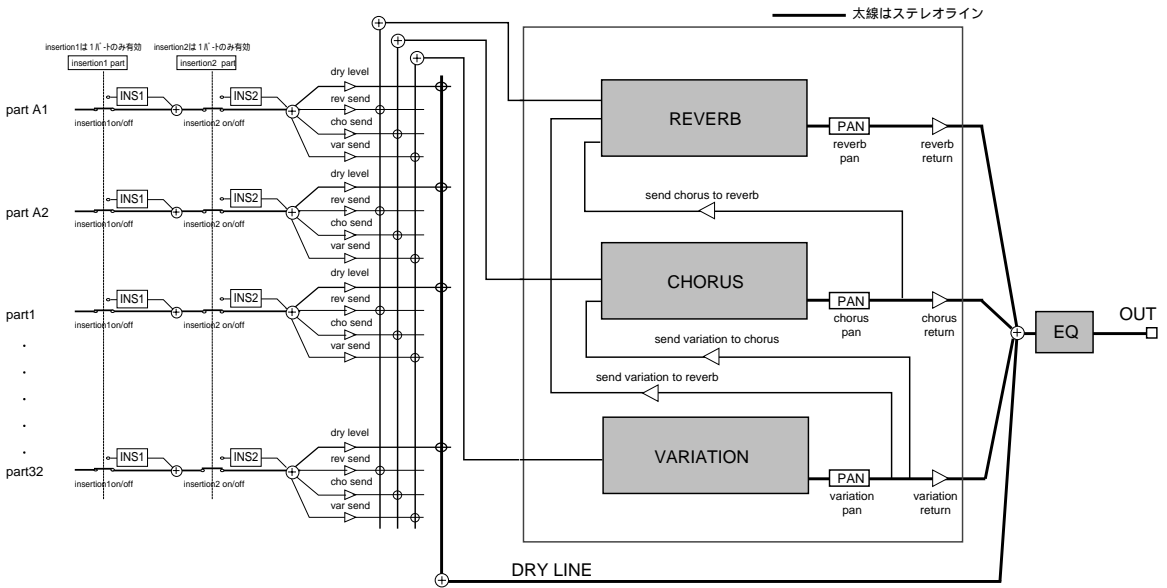 太線はステレオライン
insertion1は1パートのみ有効
insertion2は1パートのみ有効
insertion1 part
insertion2 part
part A1
INS1
INS2
insertion1on/off
insertion2 on/off
dry level
rev send
cho send
var send
part A2
INS1
INS2
insertion1on/off
insertion2 on/off
dry level
rev send
cho send
var send
part1
INS1
INS2
insertion1on/off
insertion2 on/off
dry level
rev send
cho send
var send
part32
INS1
INS2
insertion1on/off
insertion2 on/off
dry level
rev send
cho send
var send
REVERB
PAN
reverb
pan
reverb
return
send chorus to reverb
CHORUS
PAN
chorus
pan
chorus
return
send variation to chorus
send variation to reverb
VARIATION
PAN
variation
pan
variation
return
EQ
OUT
DRY LINE